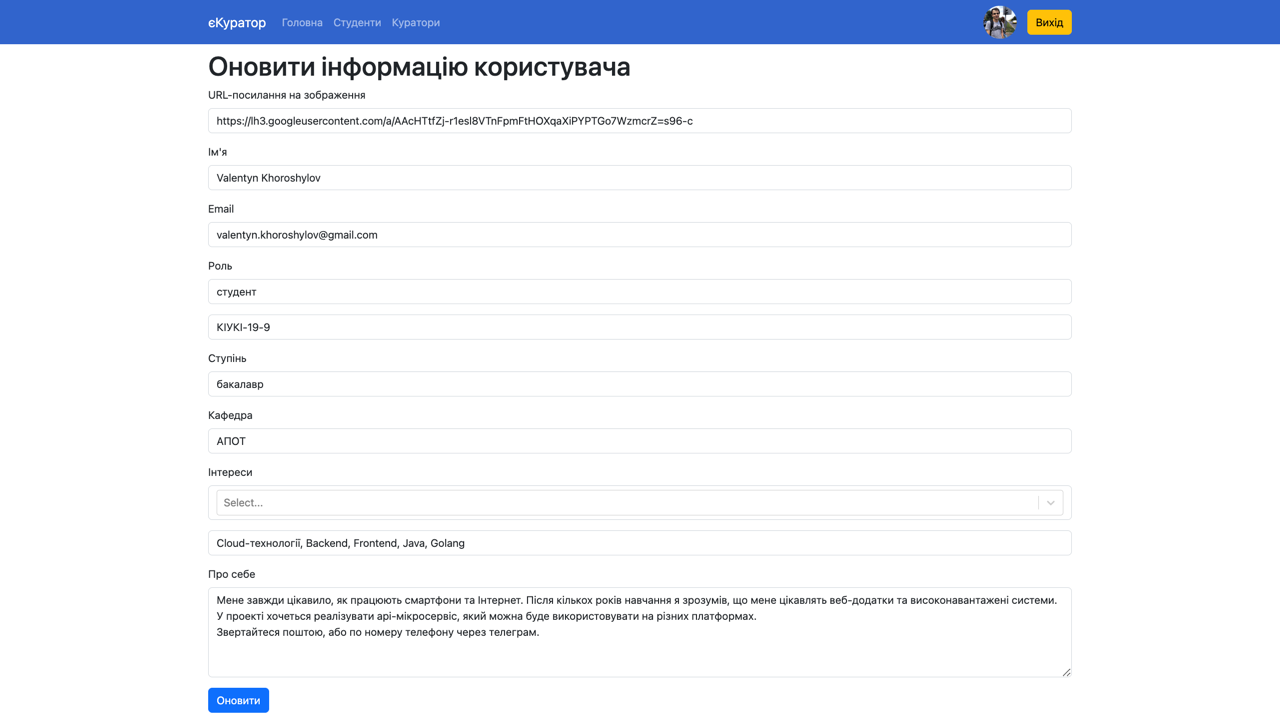 єКуратор Головна Студенти Куратори Вихід
Оновити інформацію користувача
URL-посилання на зображення
https://lh3.googleusercontent.com/a/AAcHTtfZj-r1esl8VTnFpmFtHOXqaXiPYPTGo7WzmcrZ=s96-c
Ім'я
Valentyn Khoroshylov
Email
valentyn.khoroshylov@gmail.com
Роль
студент
КІУКІ-19-9
Ступінь
бакалавр
Кафедра
АПОТ
Інтереси
Select...
Cloud-технології, Backend, Frontend, Java, Golang
Про себе
Мене завжди цікавило, як працюють смартфони та Інтернет. Після кількох років навчання я зрозумів, що мене цікавлять веб-додатки та високонавантажені системи.
У проекті хочеться реалізувати арі-мікросервіс, який можна буде використовувати на різних платформах.
Звертайтеся поштою, або по номеру телефону через телеграм.
Оновити